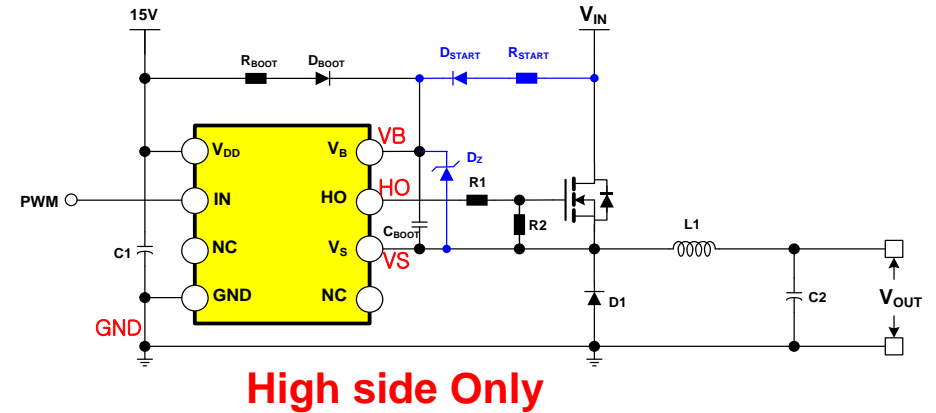 15V
VIN
RBOOT DBOOT
DSTART RSTART
VDD
VB
VB
DZ
PWM
IN
HO
HO
R1
R2
CBOOT
C1
NC
VS
VS
L1
GND
NC
GND
D1
C2
VOUT
High side Only